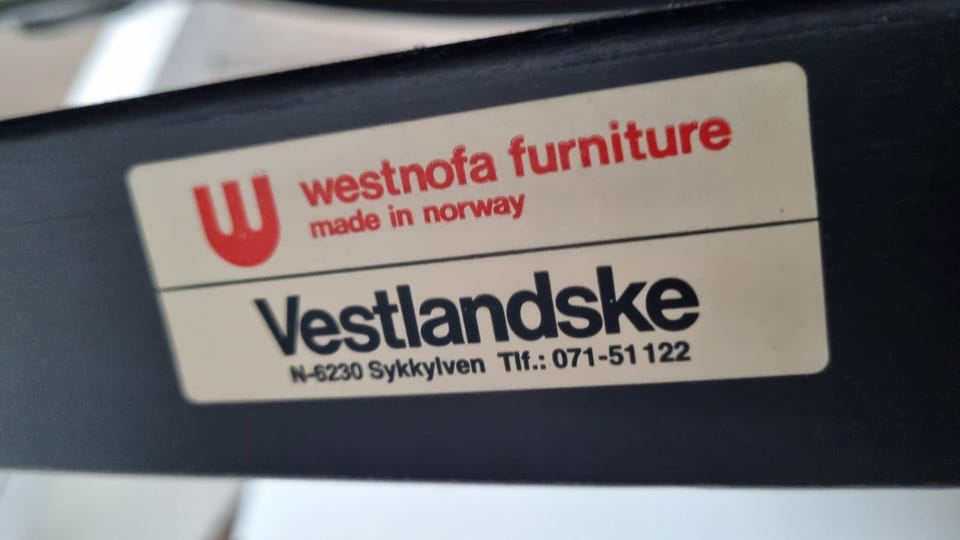 westnofa furniture
made in norway
Vestlandske
N-6230 Sykkylven Tlf.: 071-51 122